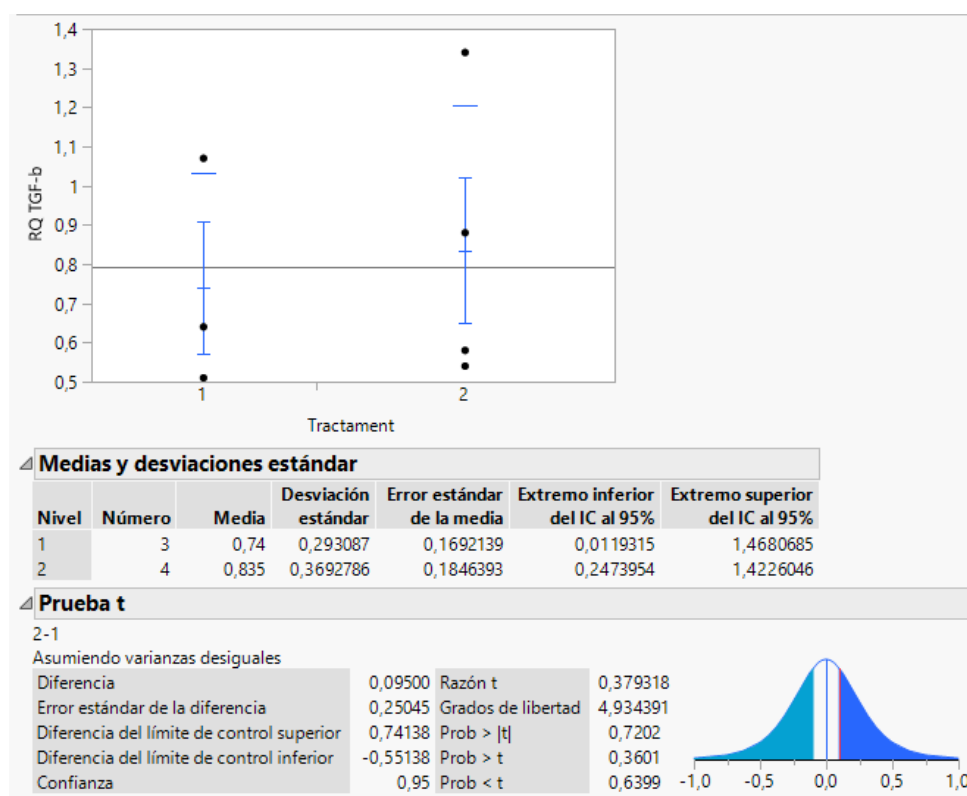 1,4
1,3
1,2
1,1
1
0,9
0,8
0,7
0,6
0,5
RQ TGF-b
1 2
Tractament
Medias y desviaciones estándar
Nivel Número Media Desviación estándar Error estándar de la media Extremo inferior del IC al 95% Extremo superior del IC al 95%
1 3 0,74 0,293087 0,1692139 0,0119315 1,4680685
2 4 0,835 0,3692786 0,1846393 0,2473954 1,4226046
Prueba t
2-1
Asumiendo varianzas desiguales
Diferencia 0,09500 Razón t 0,379318
Error estándar de la diferencia 0,25045 Grados de libertad 4,934391
Diferencia del límite de control superior 0,74138 Prob > |t| 0,7202
Diferencia del límite de control inferior -0,55138 Prob > t 0,3601
Confianza 0,95 Prob < t 0,6399
-1,0 -0,5 0,0 0,5 1,0